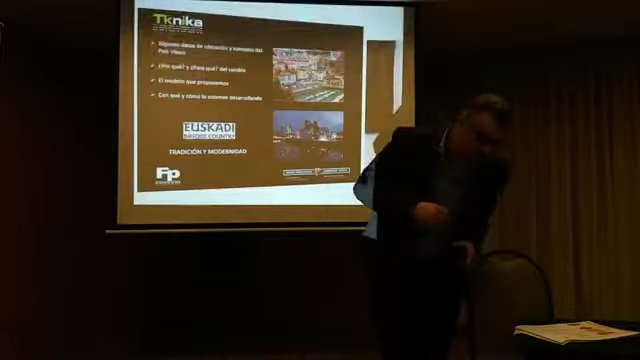 Tknika
Algunos datos de ubicación y contexto del
País Vasco
¿Por qué? y ¿Para qué? del cambio
El modelo que proponemos
Con qué y cómo lo estamos desarrollando
EUSKADI
BASQUE COUNTRY
TRADICIÓN Y MODERNIDAD
Fp